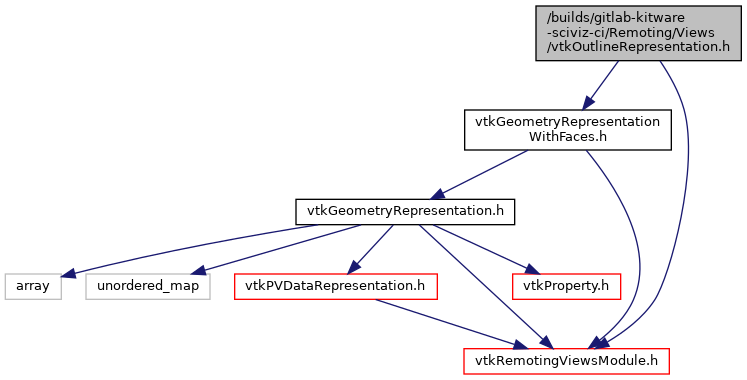 /builds/gitlab-kitware
-sciviz-ci/Remoting/Views
/vtkOutlineRepresentation.h
vtkGeometryRepresentation
WithFaces.h
vtkGeometryRepresentation.h
array
unordered_map
vtkPVDataRepresentation.h
vtkProperty.h
vtkRemotingViewsModule.h